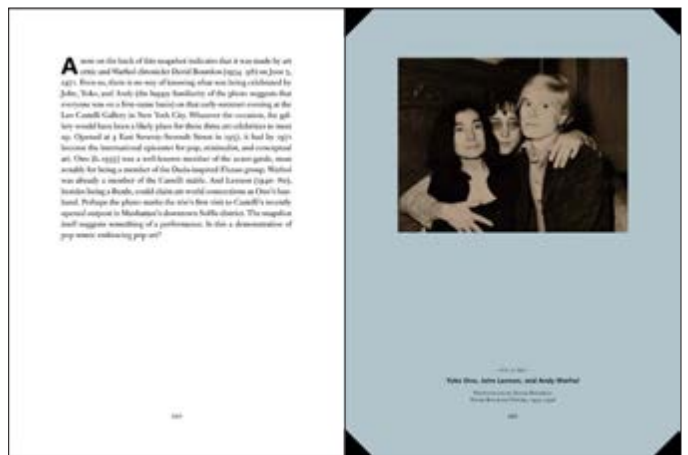 A note on the back of this snapshot indicates that it was made by art
critic and Warhol chronicler David Bourdon (1934–98) on June 3,
1971. Even so, there is no way of knowing what was being celebrated by
John, Yoko, and Andy (the happy familiarity of the photo suggests that
everyone was on a first-name basis) on that early-summer evening at the
Leo Castelli Gallery in New York City. Whatever the occasion, the gal-
lery would have been a likely place for these three art celebrities to meet
up. Opened at 4 East Seventy-Seventh Street in 1957, it had by 1971
become the international epicenter for pop, minimalist, and conceptual
art. Ono (b. 1933) was a well-known member of the avant-garde, most
notably for being a member of the Dada-inspired Fluxus group. Warhol
was already a member of the Castelli stable. And Lennon (1940–80),
besides being a Beatle, could claim art world connections as Ono's hus-
band. Perhaps the photo marks the trio's first visit to Castelli's recently
opened outpost in Manhattan's downtown SoHo district. The snapshot
itself suggests something of a performance. Is this a demonstration of
pop music embracing pop art?
Yoko Ono, John Lennon, and Andy Warhol
Photograph by David Bourdon
David Bourdon Papers,